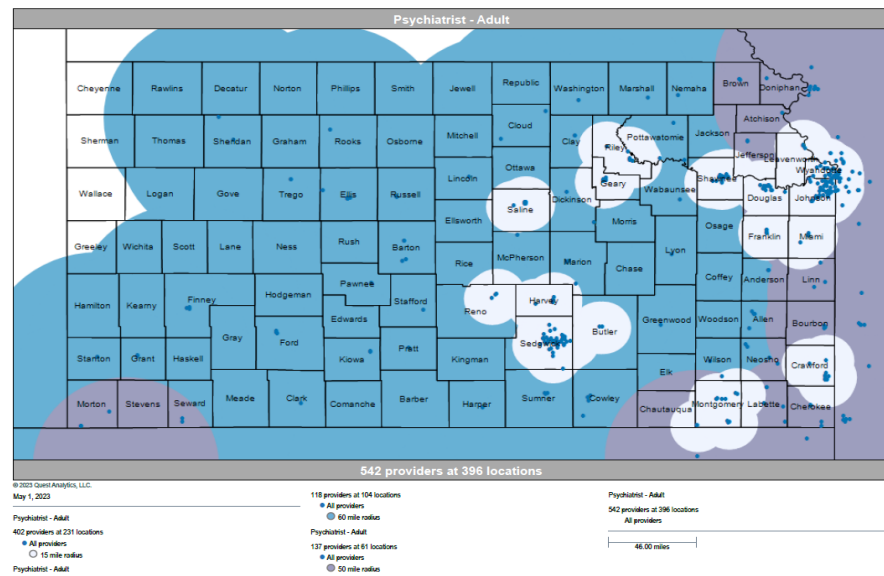 Psychiatrist - Adult
Cheyenne Rawlins Decatur Norton Phillips Smith Jewell Republic Washington Marshall Nemaha Brown Doniphan
Atchison
Sherman Thomas Sheridan Graham Rooks Osborne Mitchell Cloud Clay Riley Pottawatomie Jackson Jefferson Leavenworth
Ottawa
Wallace Logan Gove Trego Ellis Russell Lincoln Saline Dickinson Geary Wabaunsee Shawnee Douglas Johnson Wyandotte
Ellsworth Morris Osage Franklin Miami
Greeley Wichita Scott Lane Ness Rush Barton Rice McPherson Marion Chase Lyon Coffey Anderson Linn
Hamilton Kearny Finney Hodgeman Pawnee Stafford Reno Harvey Butler Greenwood Woodson Allen Bourbon
Gray Edwards Sedgwick
Stanton Grant Haskell Ford Kiowa Pratt Kingman Elk Wilson Neosho Crawford
Morton Stevens Seward Meade Clark Comanche Barber Harper Sumner Cowley Chautauqua Montgomery Labette Cherokee
542 providers at 396 locations
© 2023 Quest Analytics, LLC.
May 1, 2023
Psychiatrist - Adult
402 providers at 231 locations
All providers
15 mile radius
Psychiatrist - Adult
118 providers at 104 locations
All providers
60 mile radius
Psychiatrist - Adult
137 providers at 61 locations
All providers
50 mile radius
Psychiatrist - Adult
542 providers at 396 locations
All providers
46.00 miles